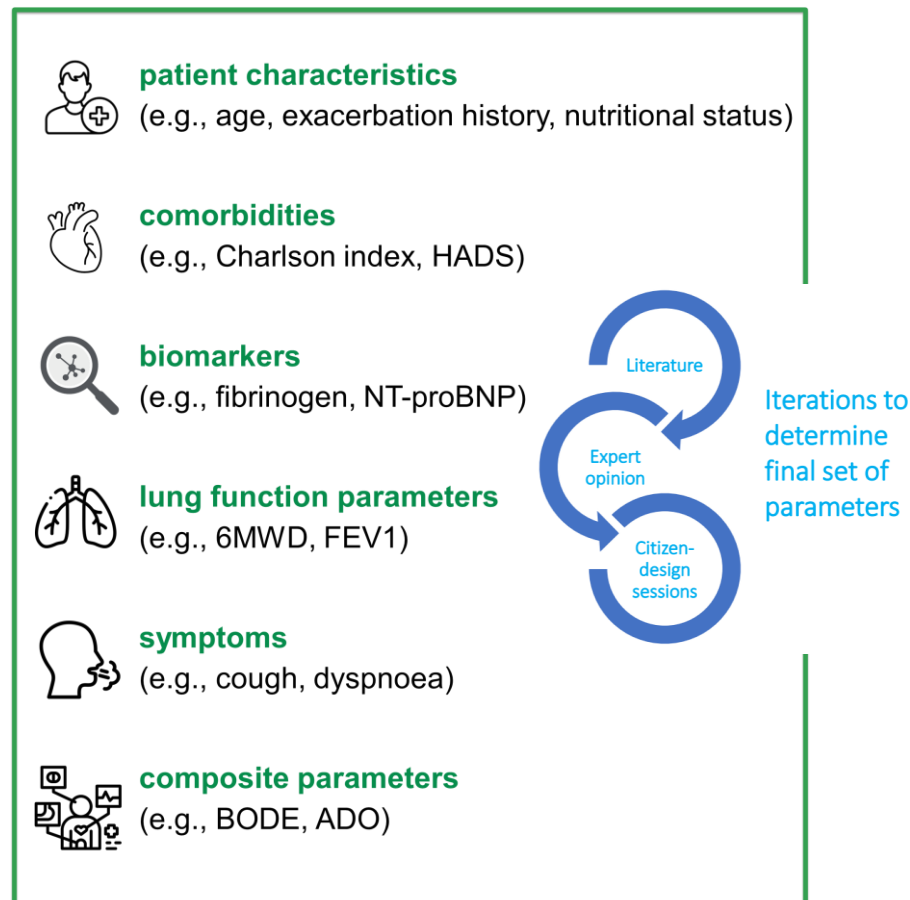 patient characteristics
(e.g., age, exacerbation history, nutritional status)
comorbidities
(e.g., Charlson index, HADS)
biomarkers
(e.g., fibrinogen, NT-proBNP)
lung function parameters
(e.g., 6MWD, FEV1)
symptoms
(e.g., cough, dyspnoea)
composite parameters
(e.g., BODE, ADO)
Literature
Expert
opinion
Citizen-
design
sessions
Iterations to
determine
final set of
parameters